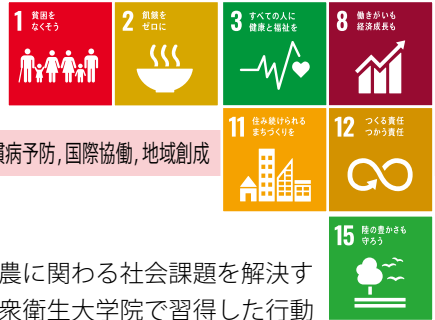 1 貧困を
なくそう
2 飢餓を
ゼロに
3 すべての人に
健康と福祉を
8 働きがいも
経済成長も
慣病予防,国際協働,地域創成
11 住み続けられる
まちづくりを
12 つくる責任
つかう責任
15 陸の豊かさも
守ろう
農に関わる社会課題を解決す
衆衛生大学院で習得した行動